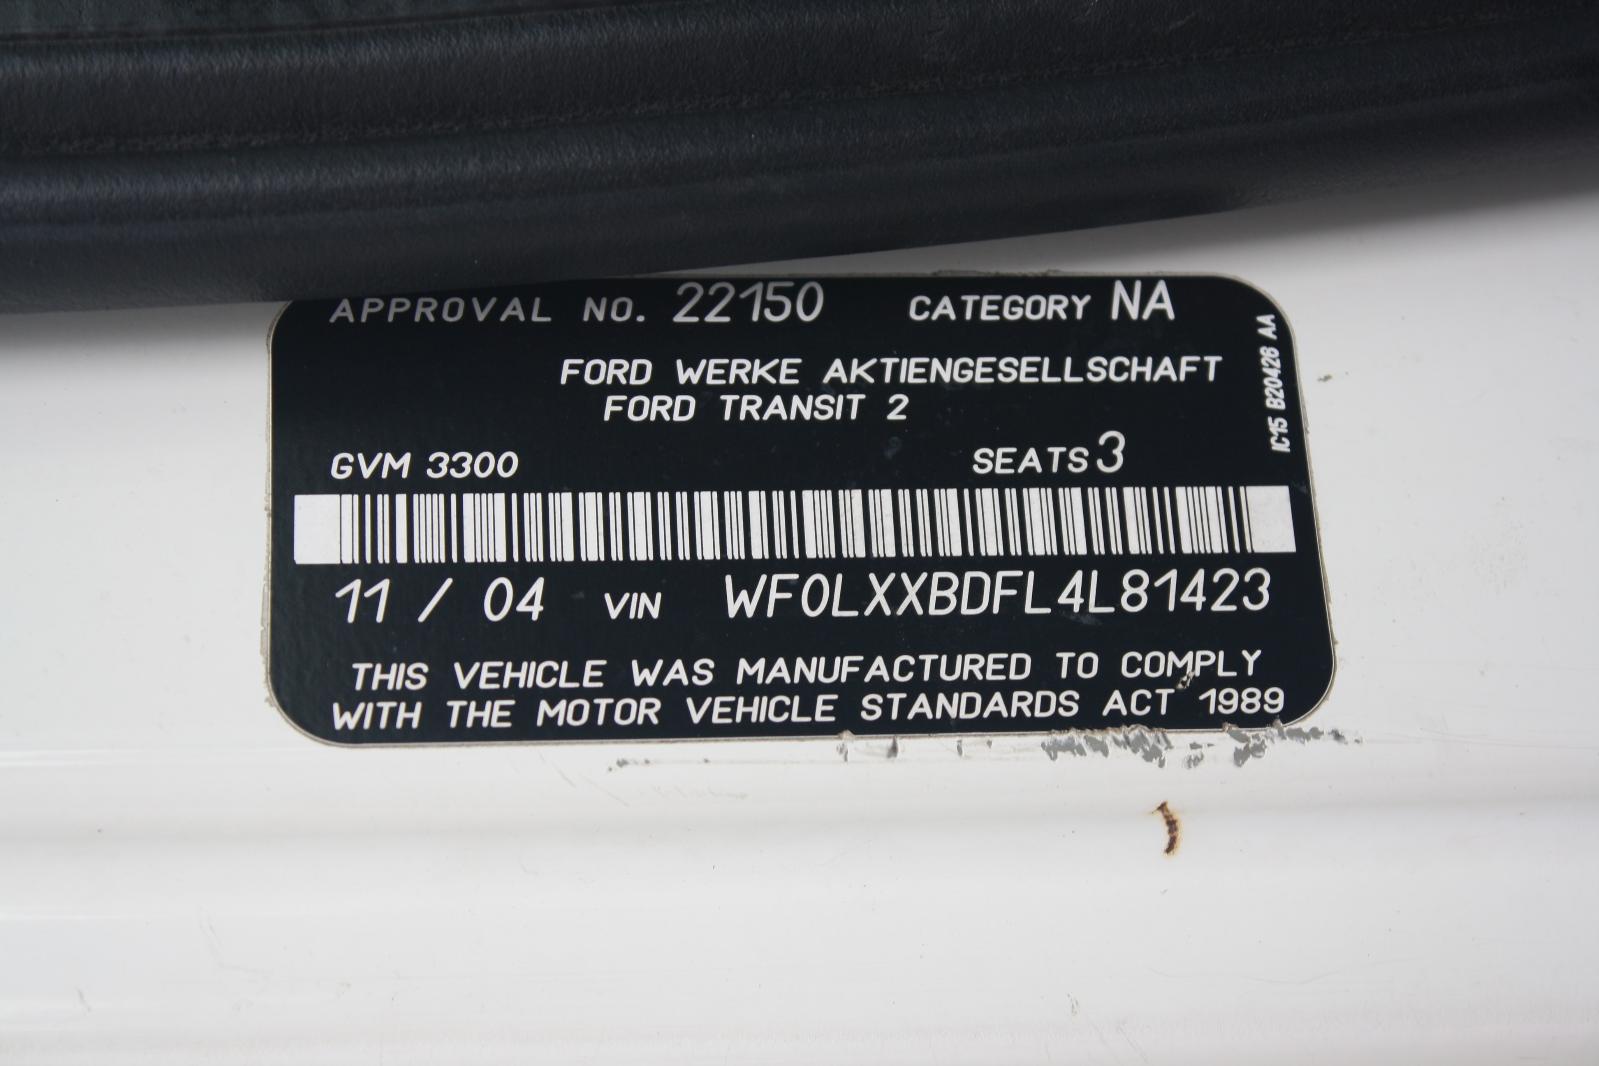 APPROVAL NO. 22150 CATEGORY NA
FORD WERKE AKTIENGESELLSCHAFT
FORD TRANSIT 2
IC15 B20426 AA
GVM 3300 SEATS 3
11 / 04 VIN WF0LXXBDFL4L81423
THIS VEHICLE WAS MANUFACTURED TO COMPLY
WITH THE MOTOR VEHICLE STANDARDS ACT 1989